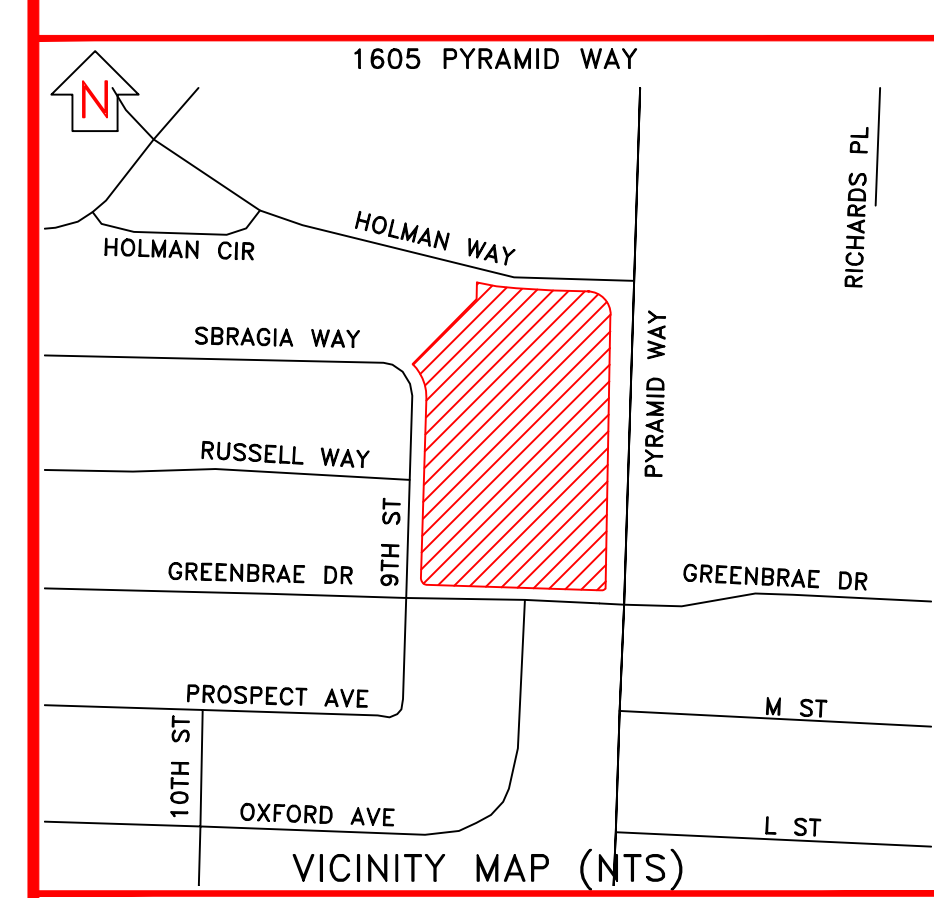 1605 PYRAMID WAY
N
RICHARDS PL
HOLMAN WAY
HOLMAN CIR
SBRAGIA WAY
PYRAMID WAY
RUSSELL WAY
9TH ST
GREENBRAE DR
GREENBRAE DR
PROSPECT AVE
M ST
10TH ST
OXFORD AVE
L ST
VICINITY MAP (NTS)